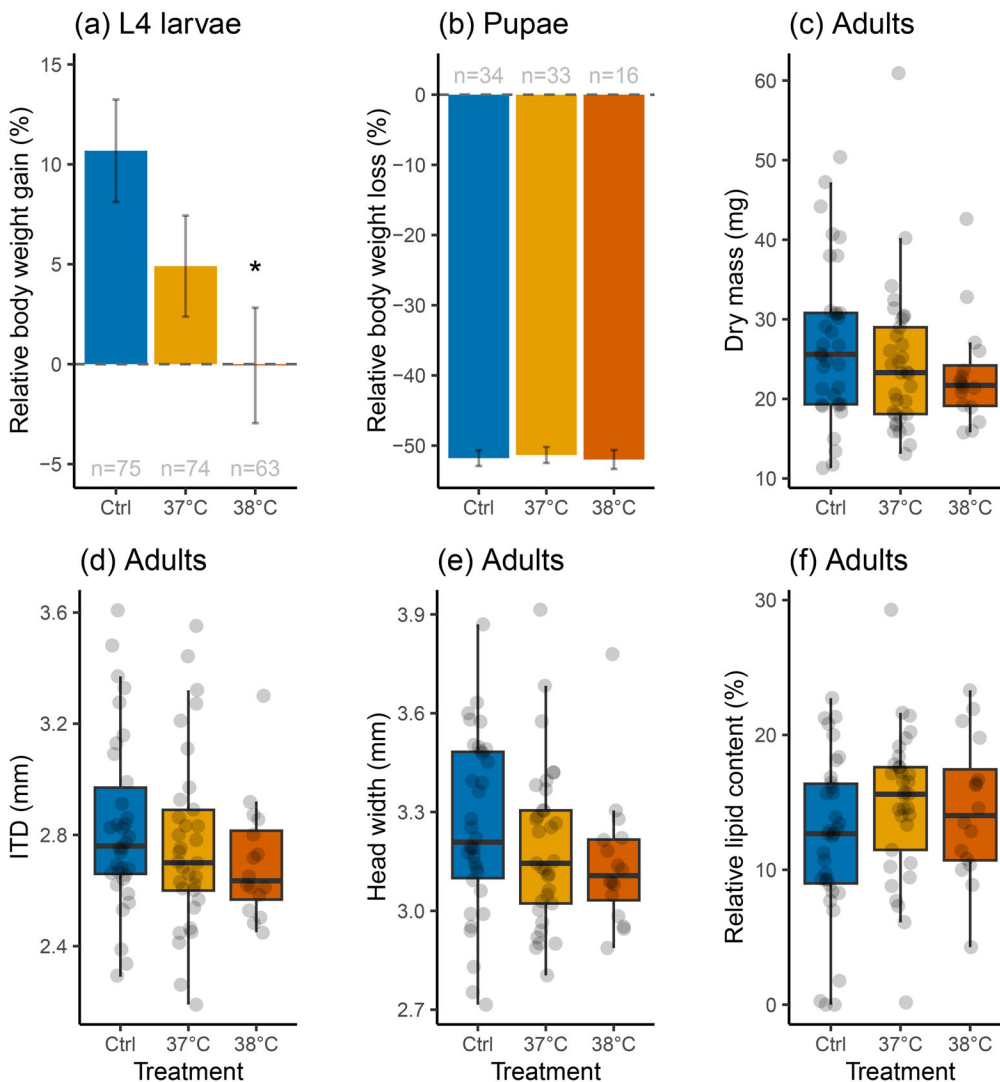 (a) L4 larvae
Relative body weight gain (%)
15
10
5
0
−5
*
n=75 n=74 n=63
Ctrl 37°C 38°C
(b) Pupae
Relative body weight loss (%)
n=34 n=33 n=16
0
−10
−20
−30
−40
−50
Ctrl 37°C 38°C
(c) Adults
Dry mass (mg)
60
50
40
30
20
10
Ctrl 37°C 38°C
(d) Adults
ITD (mm)
3.6
3.2
2.8
2.4
Ctrl 37°C 38°C
Treatment
(e) Adults
Head width (mm)
3.9
3.6
3.3
3.0
2.7
Ctrl 37°C 38°C
Treatment
(f) Adults
Relative lipid content (%)
30
20
10
0
Ctrl 37°C 38°C
Treatment